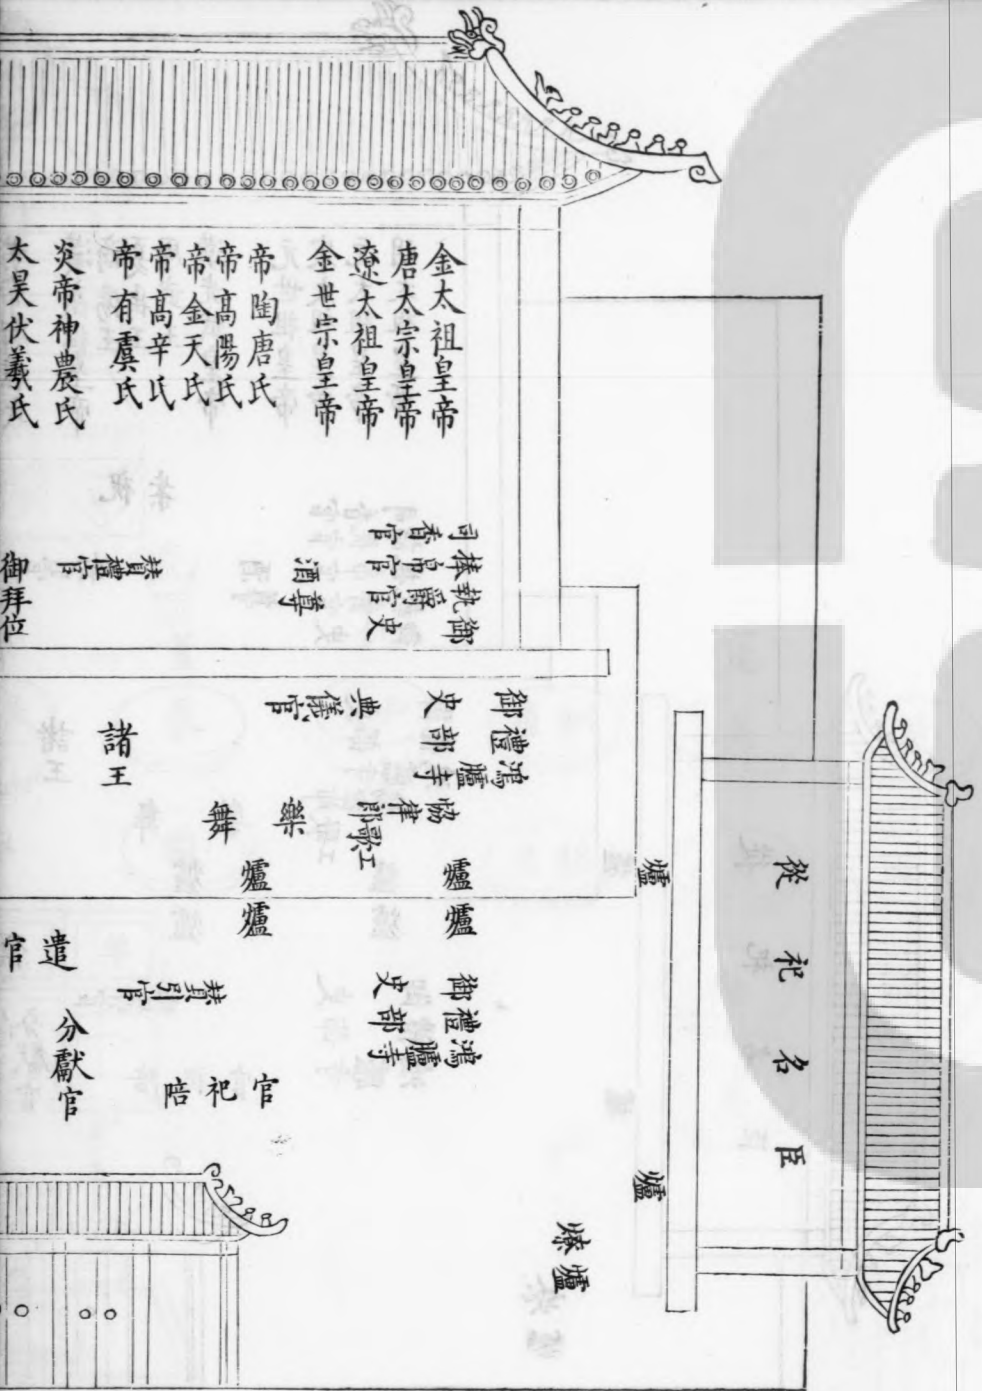 金太祖皇帝
唐太宗皇帝
遼太祖皇帝
金世宗皇帝
帝陶唐氏
帝高陽氏
帝金天氏
帝高辛氏
帝有虞氏
炎帝神農氏
太昊伏羲氏
司香官
捧帛官
執爵官
御史
酒尊
贊禮官
御拜位
御史
禮部
鴻臚寺
典儀官
協律郎
歌工
樂
舞
諸王
爐
爐
爐
爐
爐
從祀名臣
御史
禮部
鴻臚寺
贊引官
遣官
分獻官
陪祀官
爐
燎爐